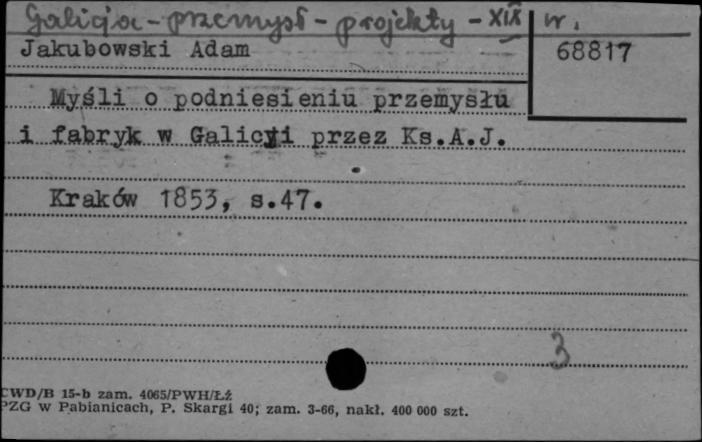 Galicja - przemysł - projekty - XIX w.
Jakubowski Adam
68817
Myśli o podniesieniu przemysłu
i fabryk w Galicyi przez Ks.A.J.
Kraków 1853, s.47.
3
CWD/B 15-b zam. 4065/PWH/Łź
PZG w Pabianicach, P. Skargi 40; zam. 3-66, nakł. 400 000 szt.